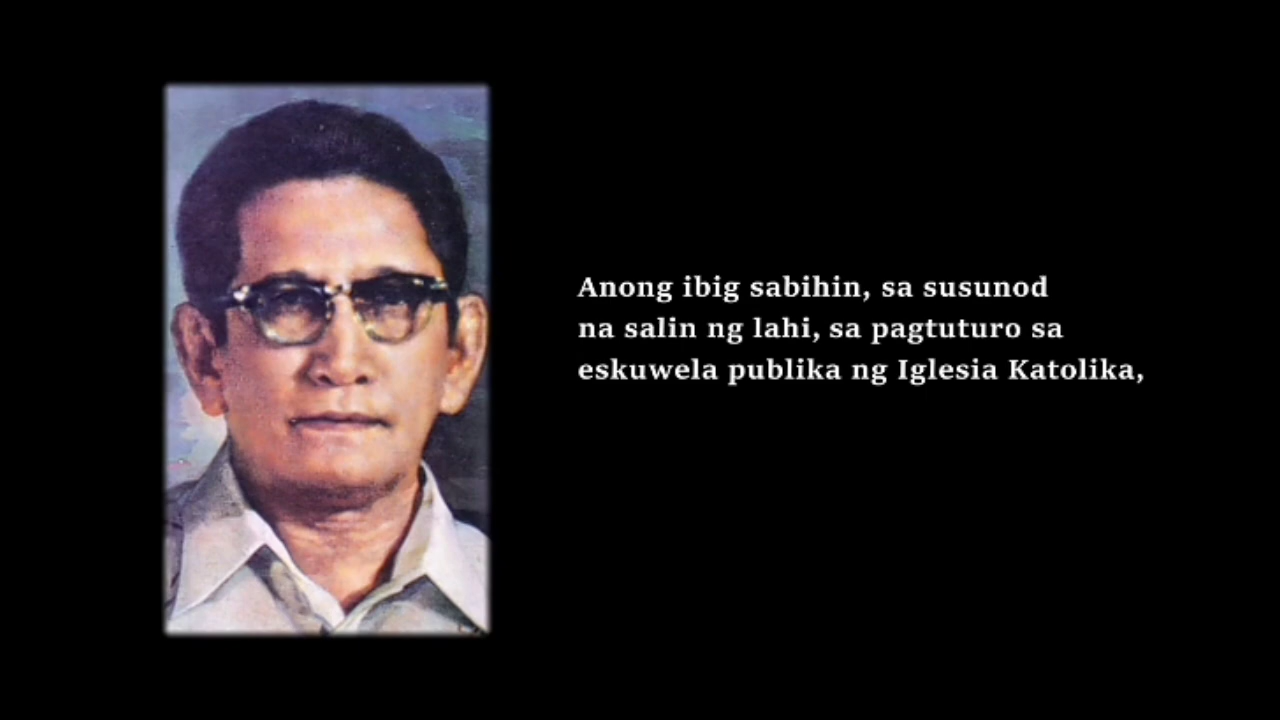 Anong ibig sabihin, sa susunod
na salin ng lahi, sa pagtuturo sa
eskuwela publika ng Iglesia Katolika,